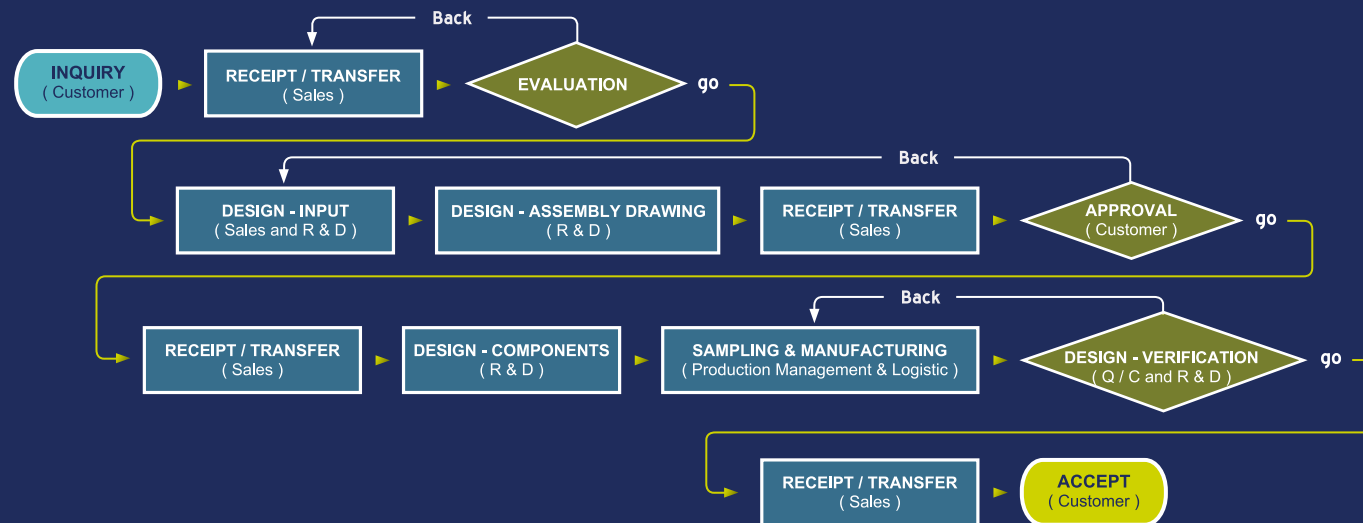 Back
INQUIRY
( Customer )
RECEIPT / TRANSFER
( Sales )
EVALUATION
go
Back
DESIGN - INPUT
( Sales and R & D )
DESIGN - ASSEMBLY DRAWING
( R & D )
RECEIPT / TRANSFER
( Sales )
APPROVAL
( Customer )
go
Back
RECEIPT / TRANSFER
( Sales )
DESIGN - COMPONENTS
( R & D )
SAMPLING & MANUFACTURING
( Production Management & Logistic )
DESIGN - VERIFICATION
( Q / C and R & D )
go
RECEIPT / TRANSFER
( Sales )
ACCEPT
( Customer )